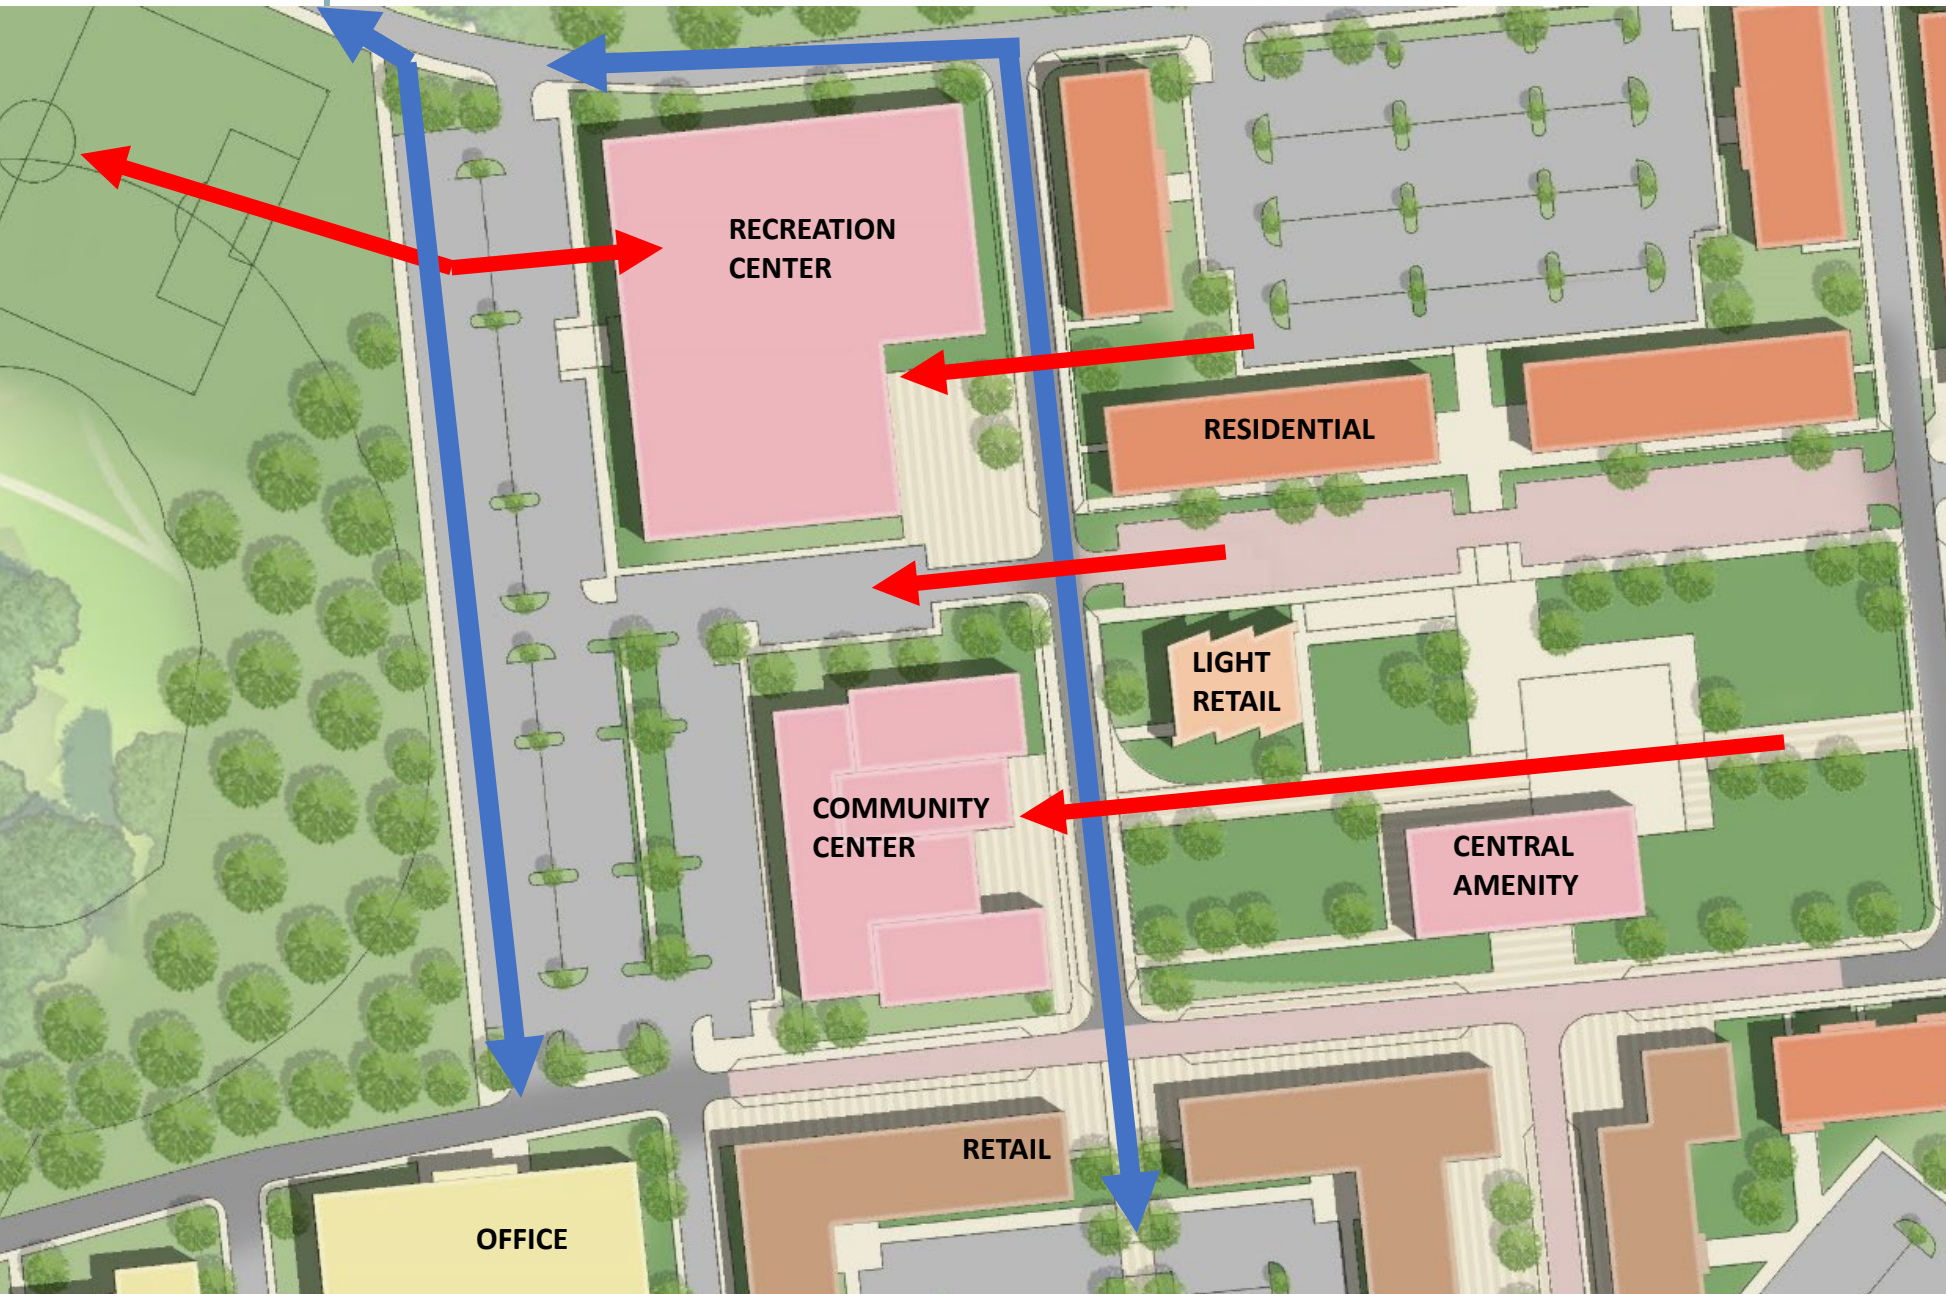 RECREATION
CENTER
RESIDENTIAL
LIGHT
RETAIL
COMMUNITY
CENTER
CENTRAL
AMENITY
RETAIL
OFFICE